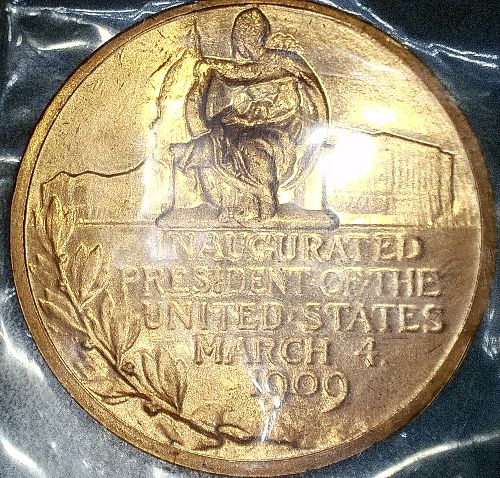 INAUGURATED
PRESIDENT·OF·THE
UNITED·STATES
MARCH 4.
1909